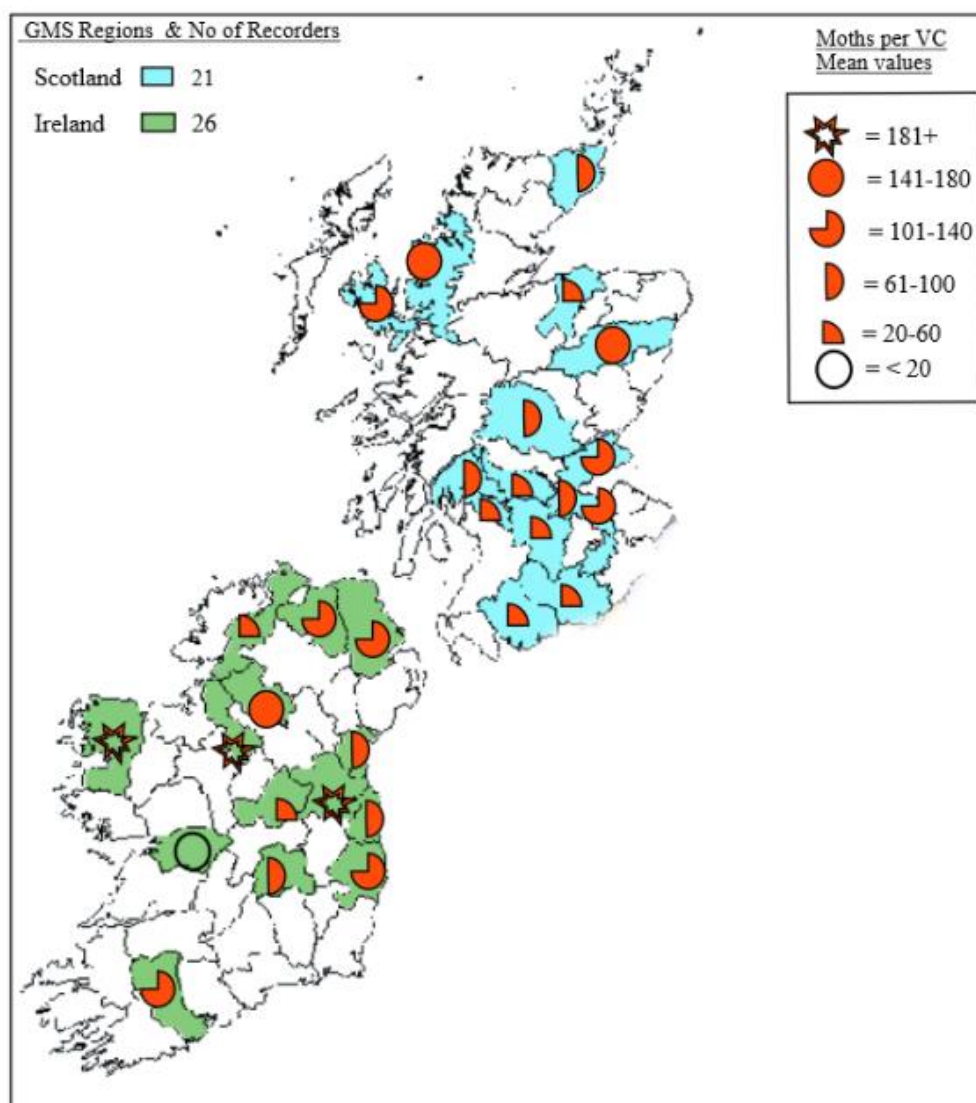 GMS Regions & No of Recorders
Scotland 21
Ireland 26
Moths per VC
Mean values
= 181+
= 141-180
= 101-140
= 61-100
= 20-60
= < 20